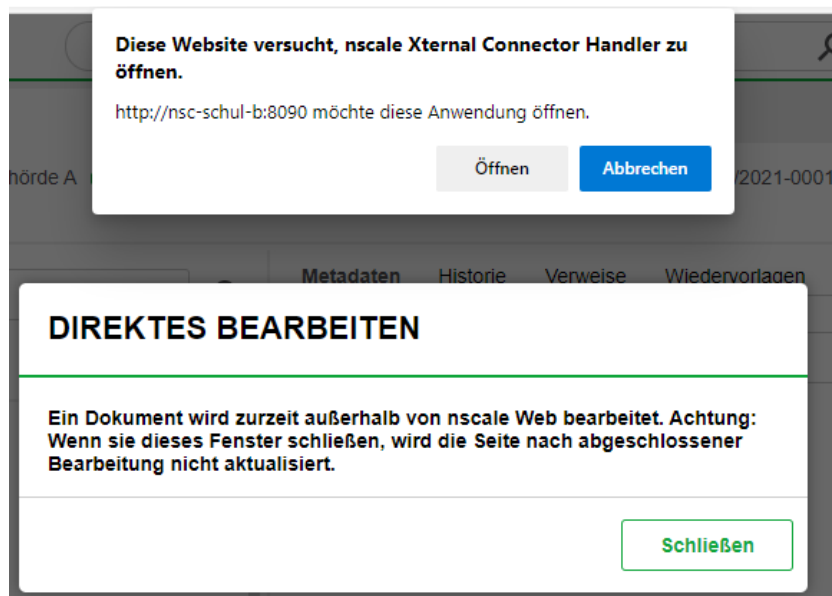 Diese Website versucht, nscale Xternal Connector Handler zu
öffnen.
http://nsc-schul-b:8090 möchte diese Anwendung öffnen.
Öffnen Abbrechen
hörde A /2021-0001
Metadaten Historie Verweise Wiedervorlagen
DIREKTES BEARBEITEN
Ein Dokument wird zurzeit außerhalb von nscale Web bearbeitet. Achtung:
Wenn sie dieses Fenster schließen, wird die Seite nach abgeschlossener
Bearbeitung nicht aktualisiert.
Schließen